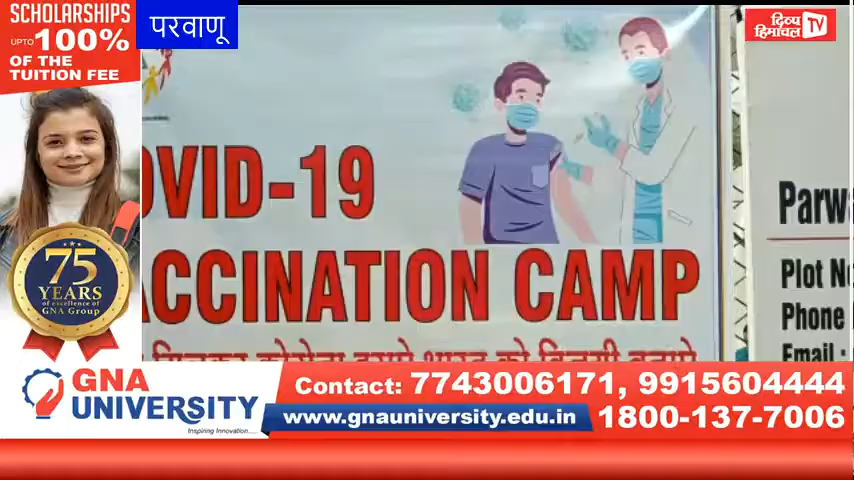 SCHOLARSHIPS
UPTO 100%
OF THE
TUITION FEE
परवाणू
दिव्य
हिमाचल TV
OVID-19
ACCINATION CAMP
को
Parwa
Plot No
Phone
Email :
75
YEARS
of excellence of
GNA Group
GNA
UNIVERSITY
Inspiring Innovation.....
Contact: 7743006171, 9915604444
www.gnauniversity.edu.in 1800-137-7006